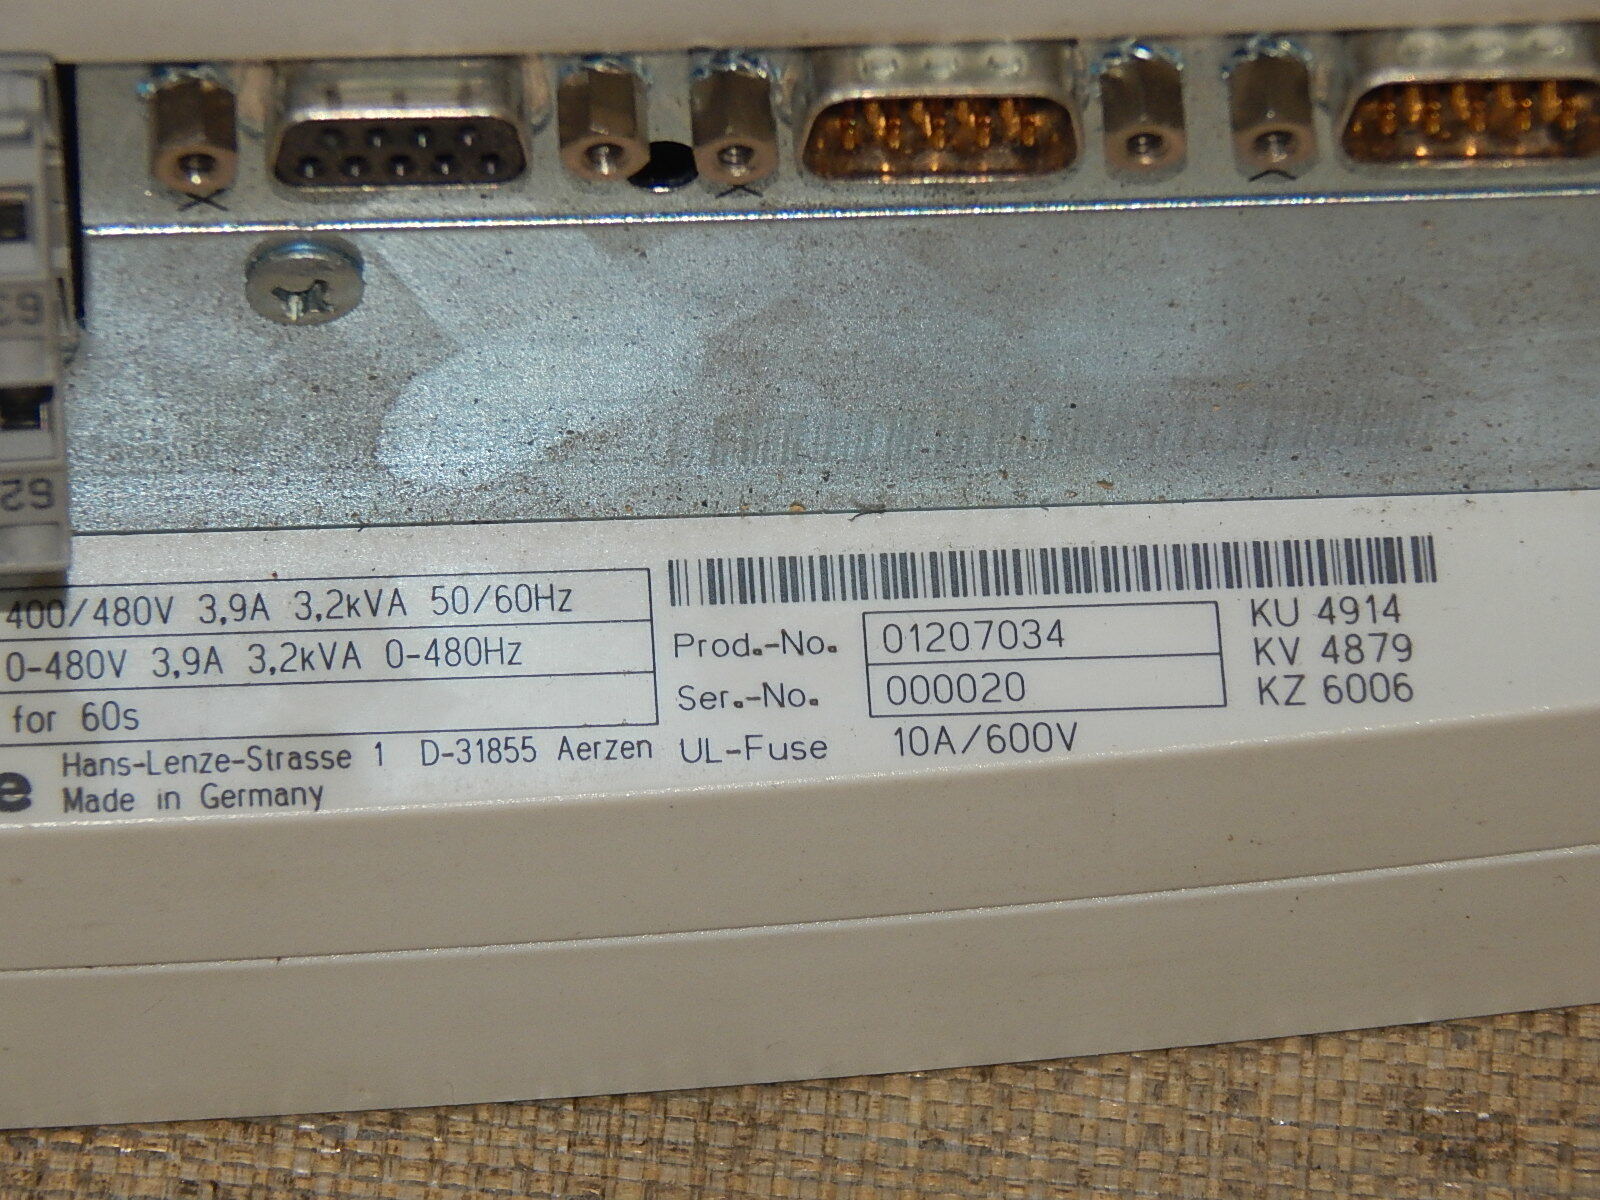 63
62
400/480V 3,9A 3,2kVA 50/60Hz
0-480V 3,9A 3,2kVA 0-480Hz
for 60s
e Hans-Lenze-Strasse 1 D-31855 Aerzen
Made in Germany
Prod.-No. 01207034
Ser.-No. 000020
UL-Fuse 10A/600V
KU 4914
KV 4879
KZ 6006